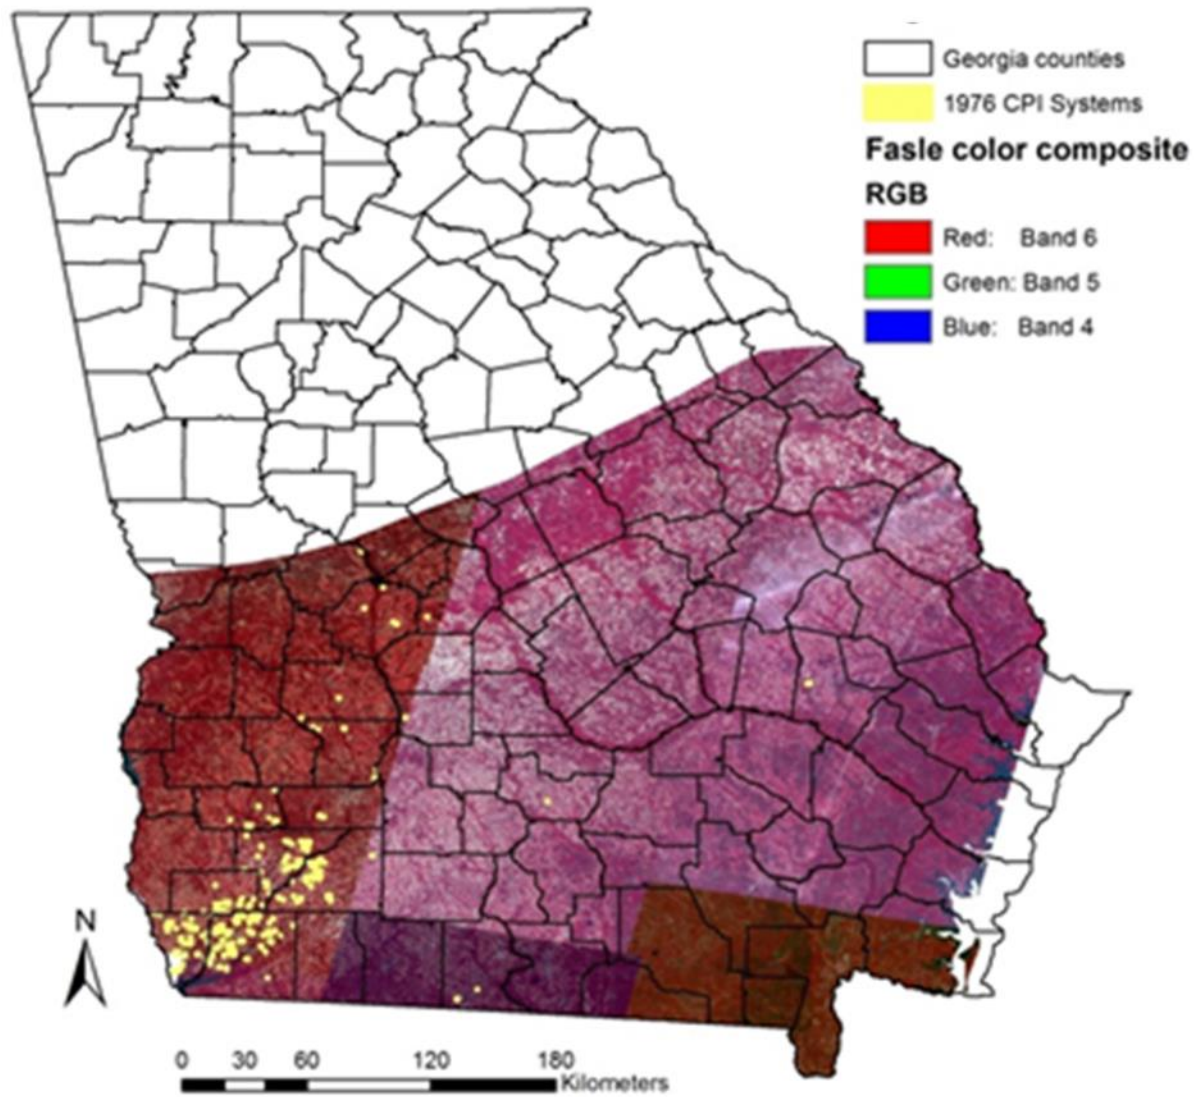 Georgia counties
1976 CPI Systems
Fasle color composite
RGB
Red: Band 6
Green: Band 5
Blue: Band 4
N
0 30 60 120 180
Kilometers